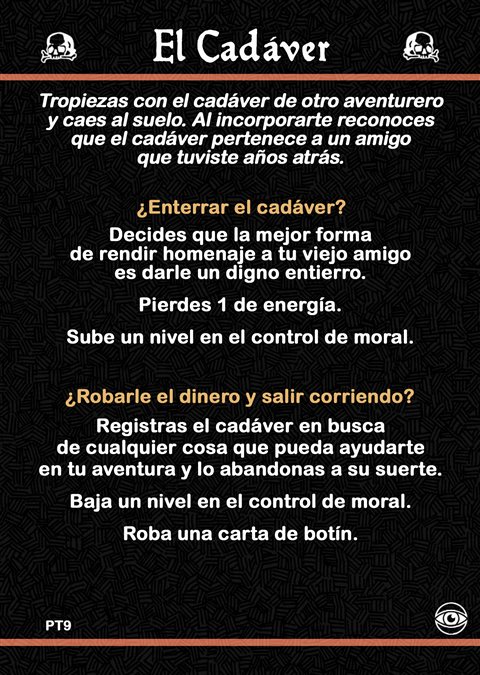 El Cadáver
Tropiezas con el cadáver de otro aventurero
y caes al suelo. Al incorporarte reconoces
que el cadáver pertenece a un amigo
que tuviste años atrás.
¿Enterrar el cadáver?
Decides que la mejor forma
de rendir homenaje a tu viejo amigo
es darle un digno entierro.
Pierdes 1 de energía.
Sube un nivel en el control de moral.
¿Robarle el dinero y salir corriendo?
Registras el cadáver en busca
de cualquier cosa que pueda ayudarte
en tu aventura y lo abandonas a su suerte.
Baja un nivel en el control de moral.
Roba una carta de botín.
PT9